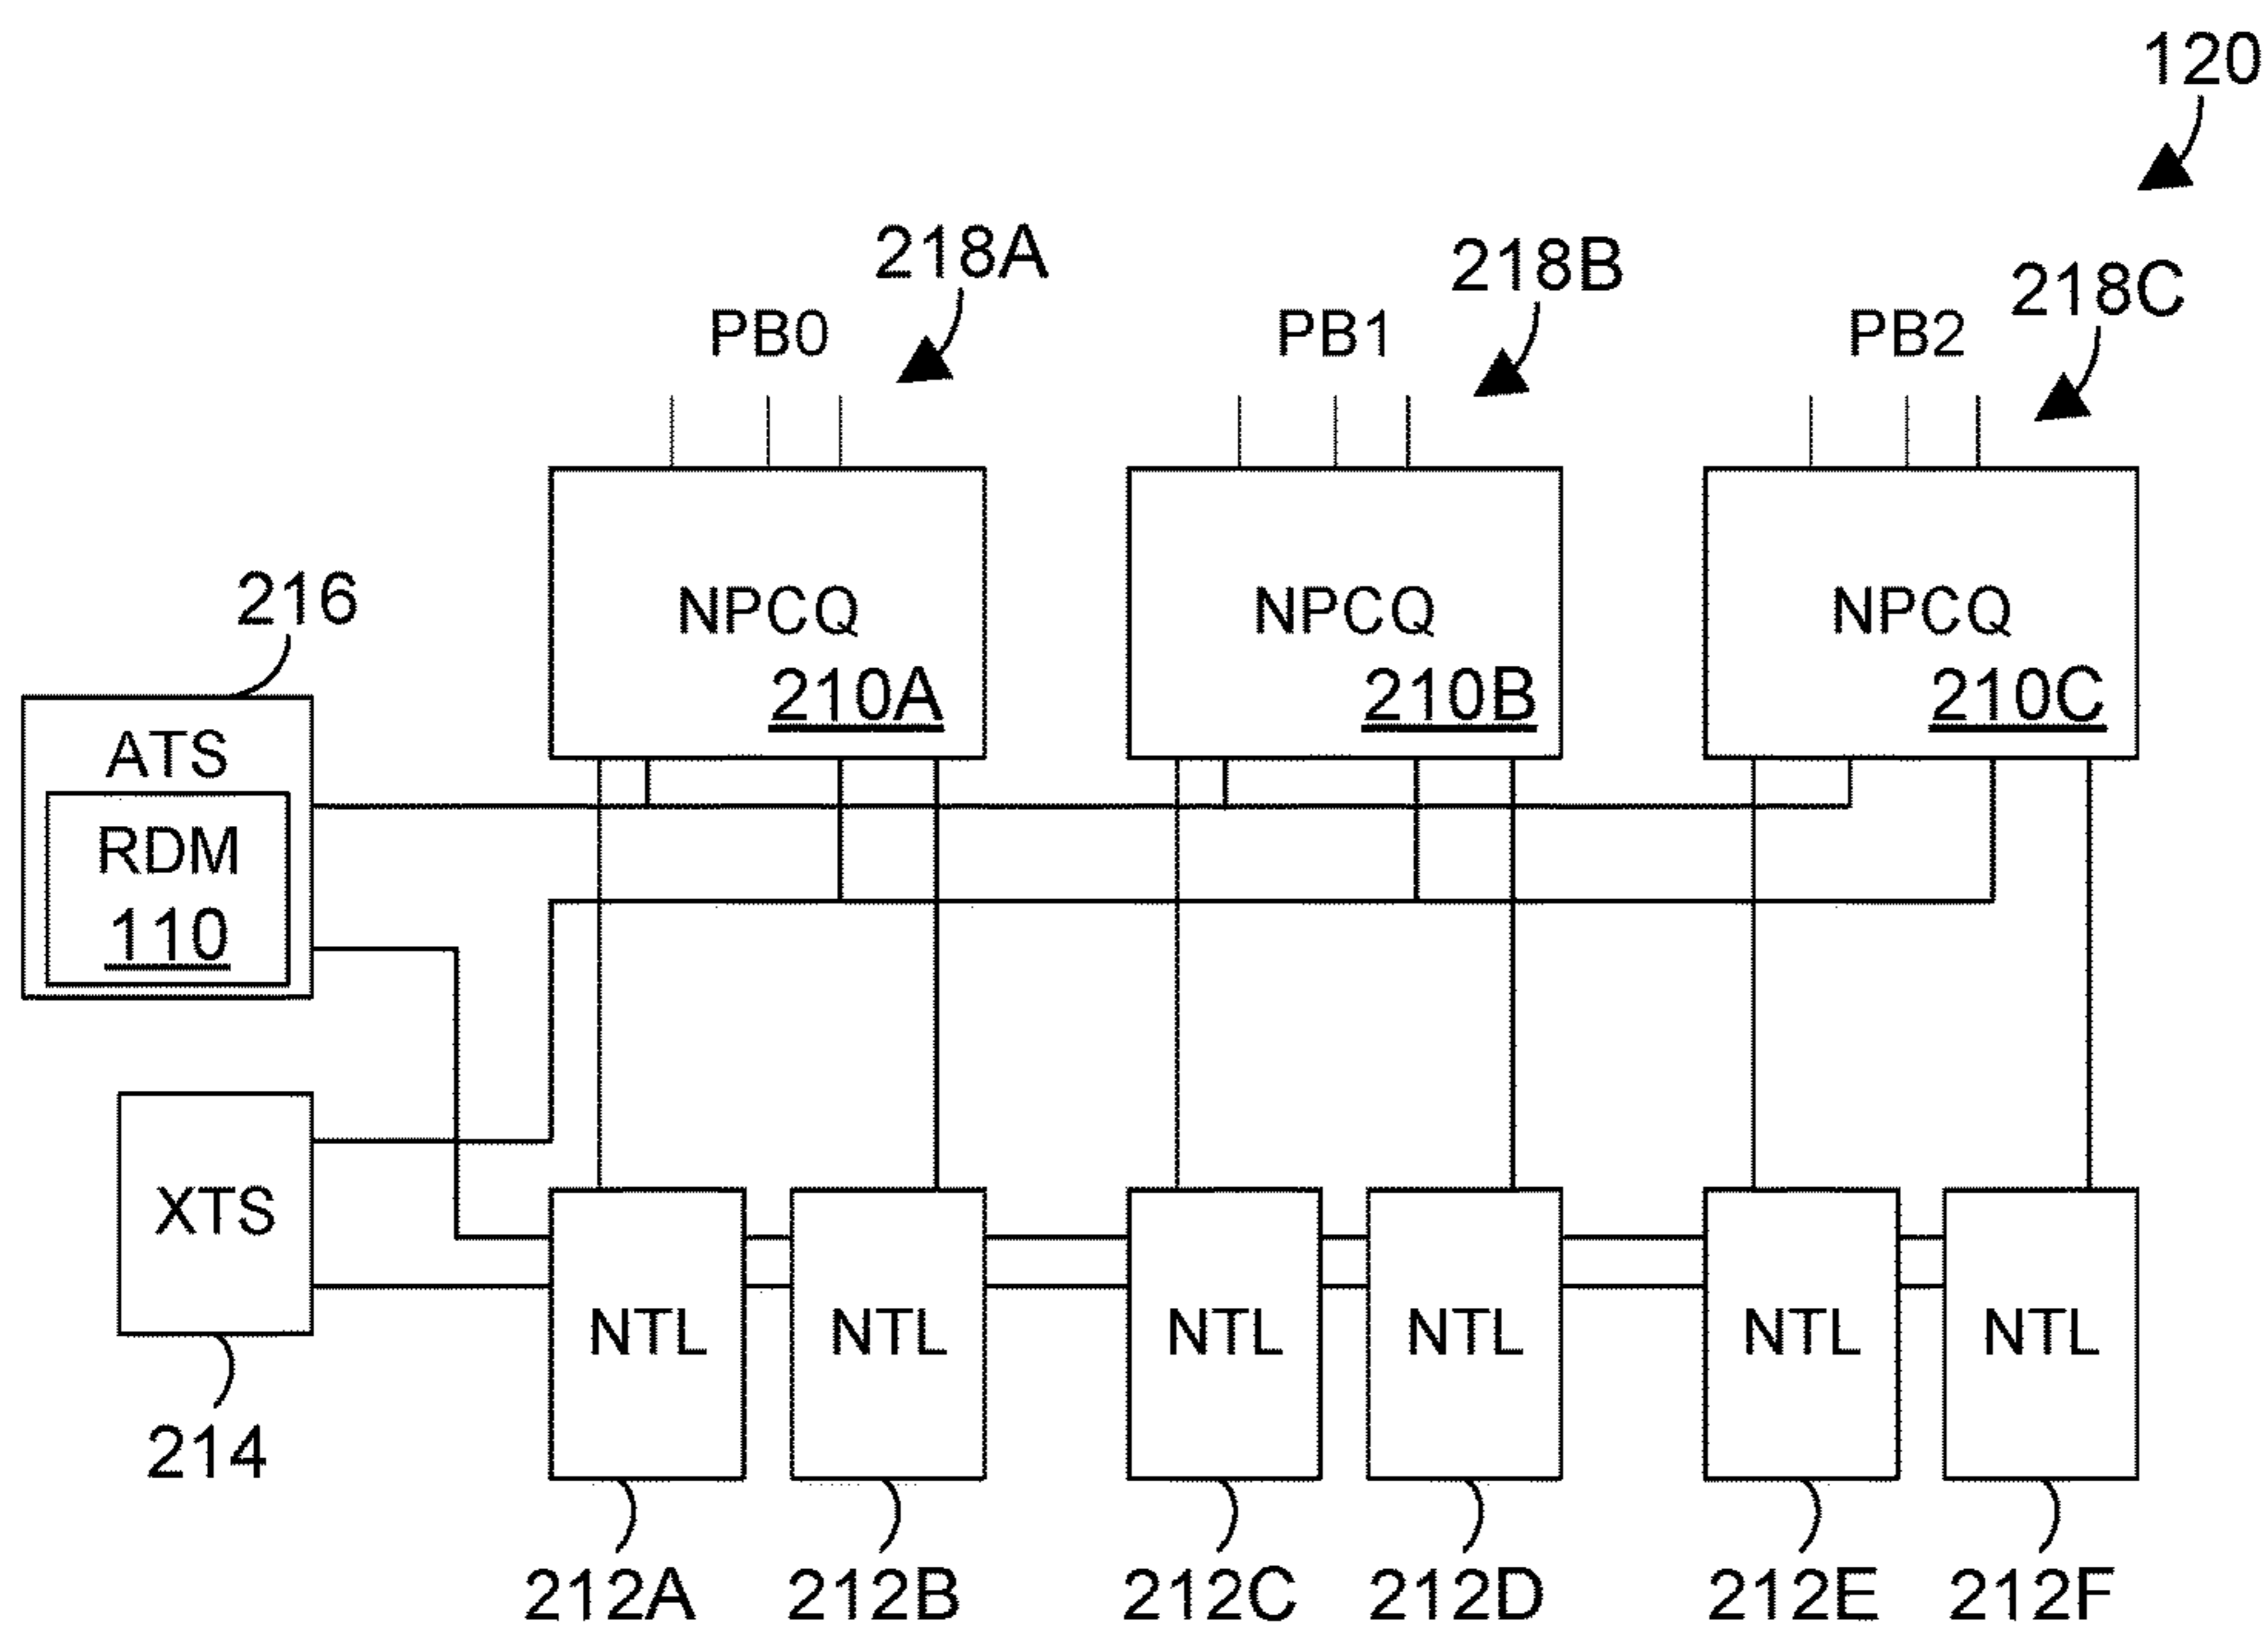 120
218A
218B
218C
PB0
PB1
PB2
NPCQ
210A
NPCQ
210B
NPCQ
210C
216
ATS
RDM
110
XTS
214
NTL
NTL
NTL
NTL
NTL
NTL
212A
212B
212C
212D
212E
212F